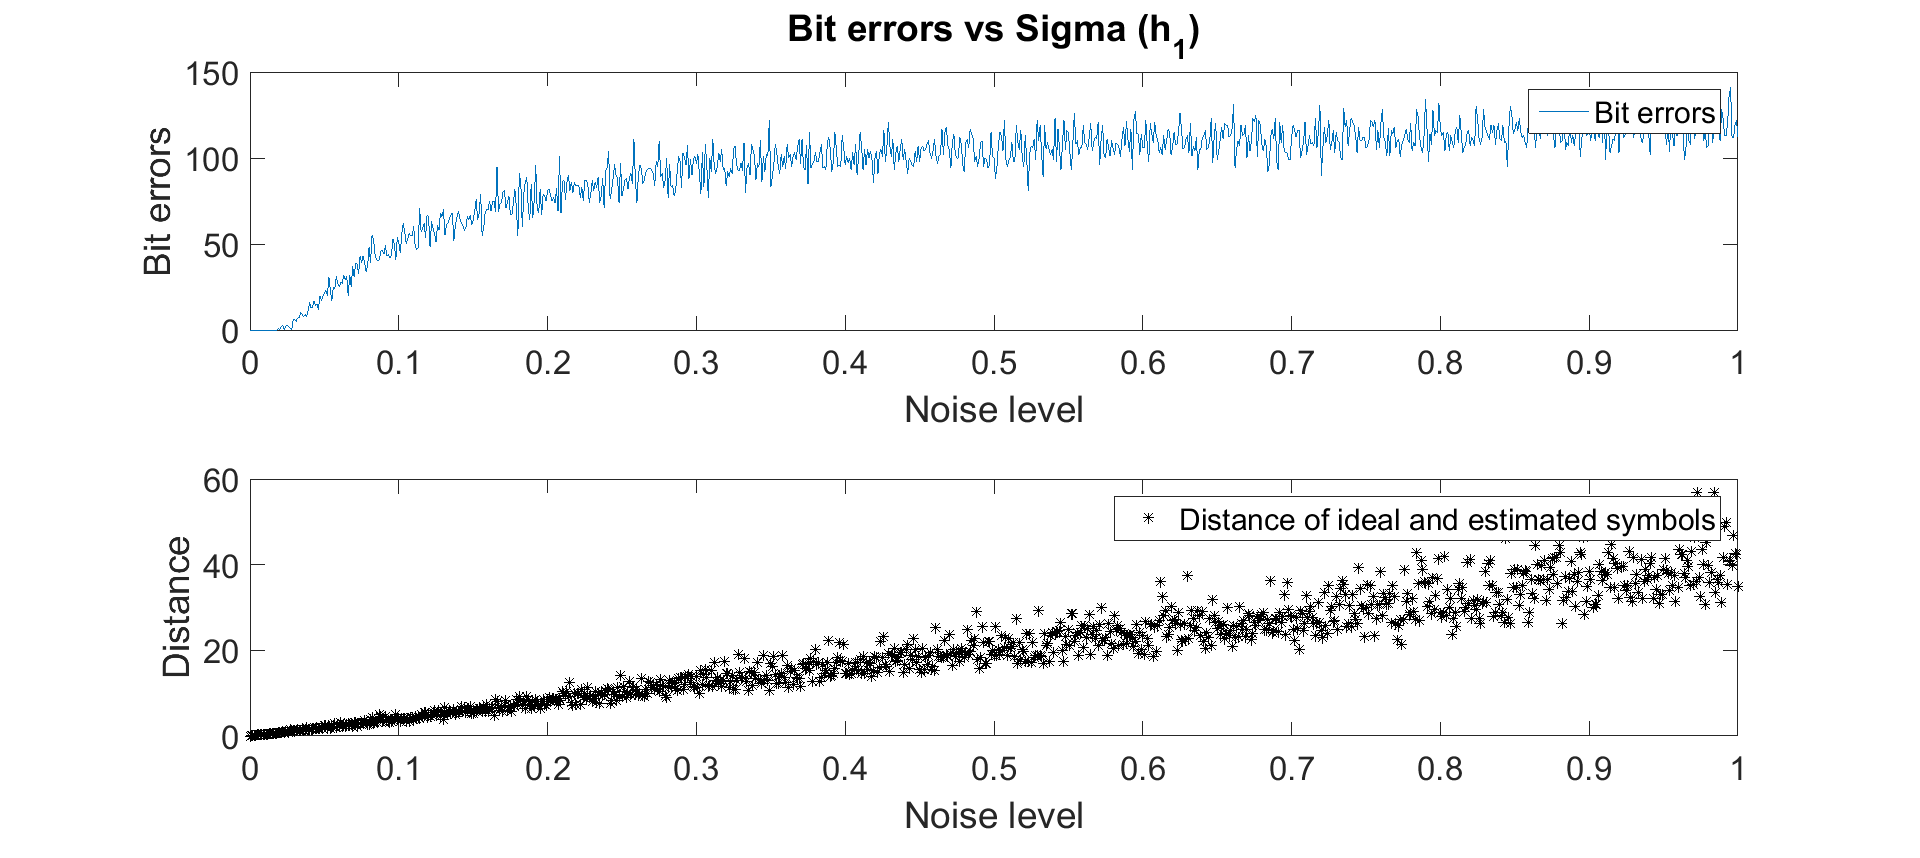 Bit errors vs Sigma (h1)
150
100
50
0
Bit errors
Bit errors
0 0.1 0.2 0.3 0.4 0.5 0.6 0.7 0.8 0.9 1
Noise level
60
40
20
0
Distance
Distance of ideal and estimated symbols
0 0.1 0.2 0.3 0.4 0.5 0.6 0.7 0.8 0.9 1
Noise level